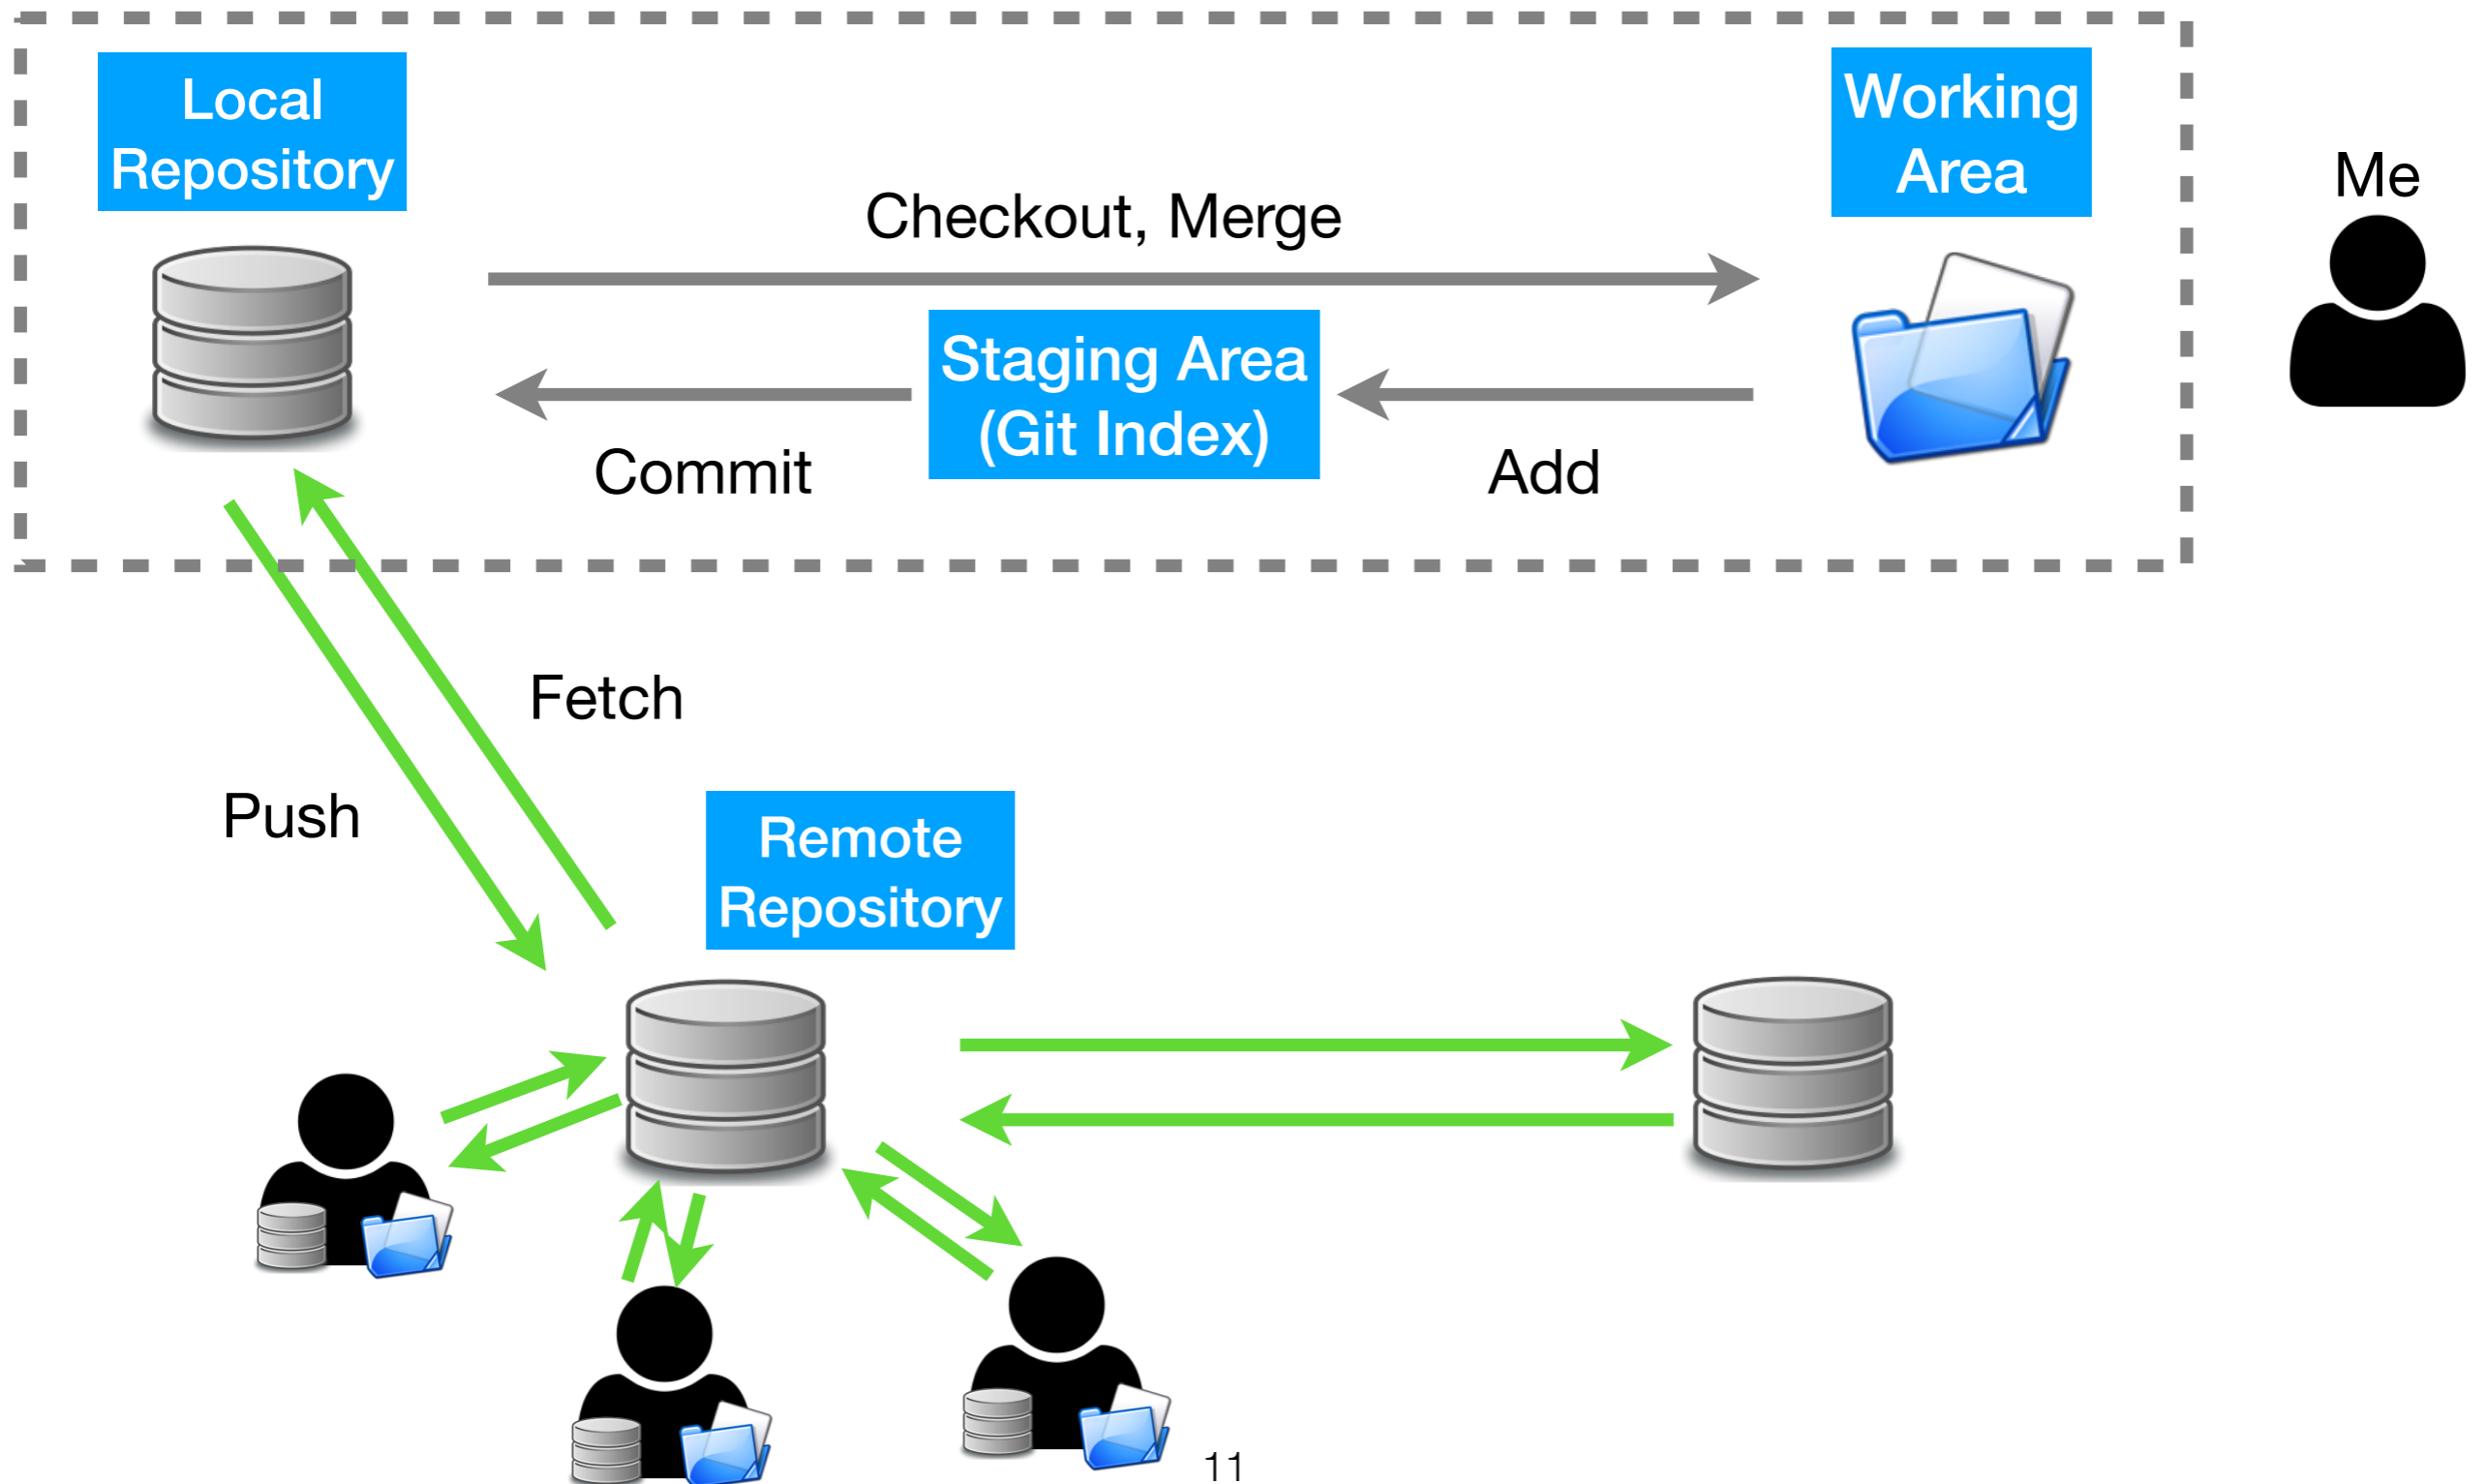 Local
Repository
Working
Area
Me
Checkout, Merge
Staging Area
(Git Index)
Commit
Add
Fetch
Push
Remote
Repository
11